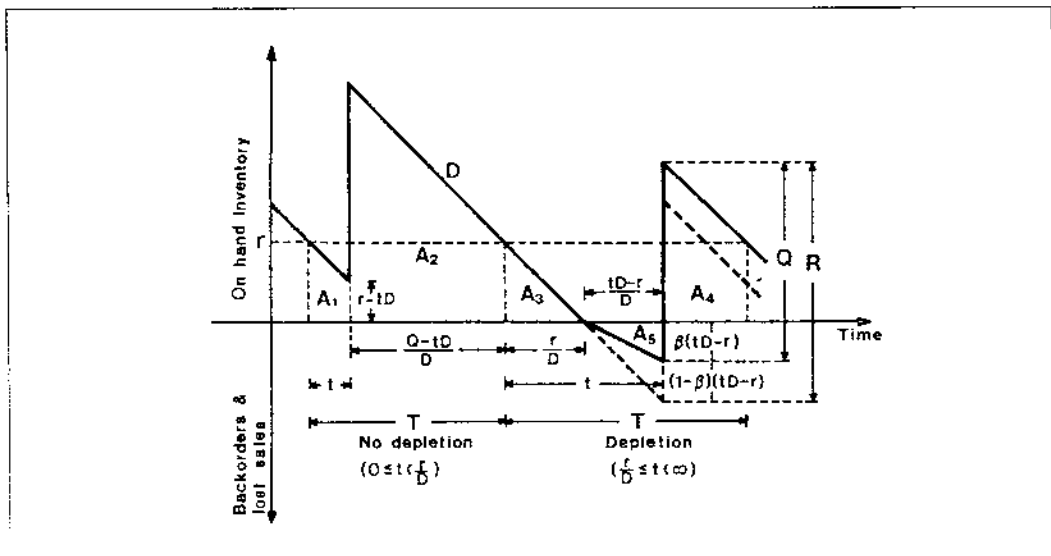 On hand Inventory
Backorders &
lost sales
r
D
A₂
A₁
r-tD
A₃
tD-r
D
A₄
Q
R
Time
Q-tD
D
r
D
A₅
β(tD-r)
t
t
(1-β)(tD-r)
T
T
No depletion
Depletion
(0≤t<r/D)
(r/D≤t<∞)